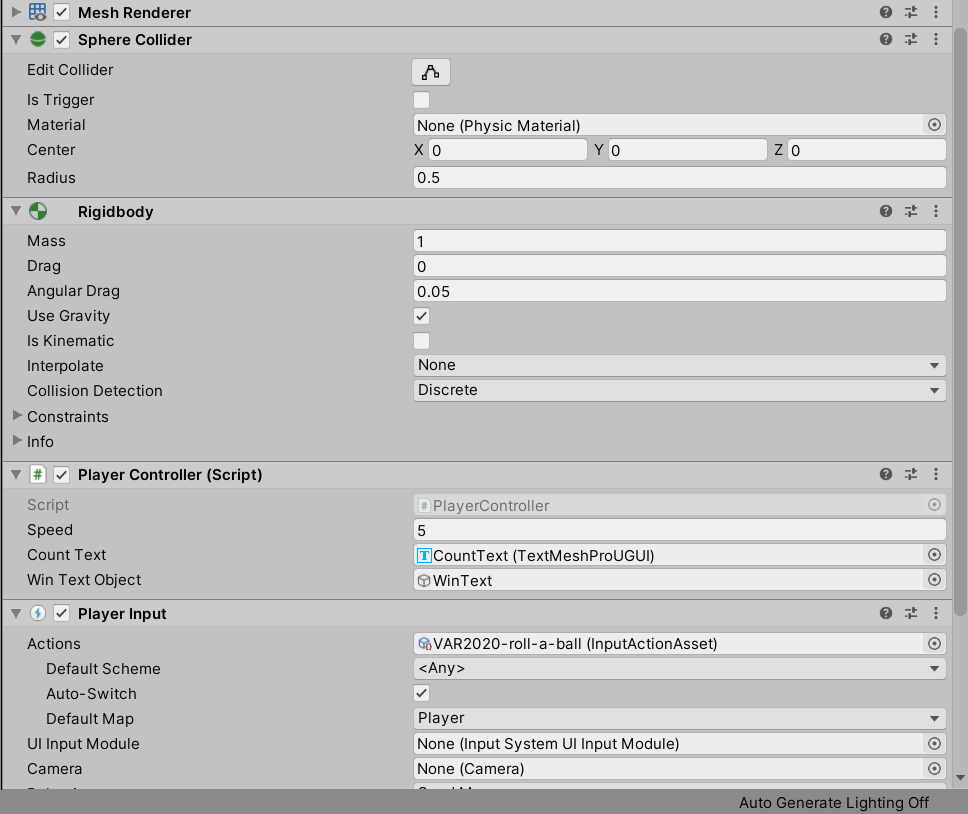 Mesh Renderer
Sphere Collider
Edit Collider
Is Trigger
Material None (Physic Material)
Center X 0 Y 0 Z 0
Radius 0.5
Rigidbody
Mass 1
Drag 0
Angular Drag 0.05
Use Gravity
Is Kinematic
Interpolate None
Collision Detection Discrete
Constraints
Info
# Player Controller (Script)
Script # PlayerController
Speed 5
Count Text T CountText (TextMeshProUGUI)
Win Text Object WinText
Player Input
Actions VAR2020-roll-a-ball (InputActionAsset)
Default Scheme <Any>
Auto-Switch
Default Map Player
UI Input Module None (Input System UI Input Module)
Camera None (Camera)
Auto Generate Lighting Off